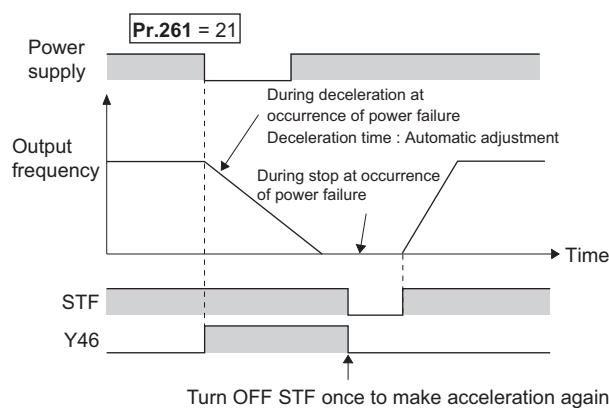 Pr.261 = 21
Power
supply
During deceleration at
occurrence of power failure
Deceleration time : Automatic adjustment
Output
frequency
During stop at occurrence
of power failure
Time
STF
Y46
Turn OFF STF once to make acceleration again